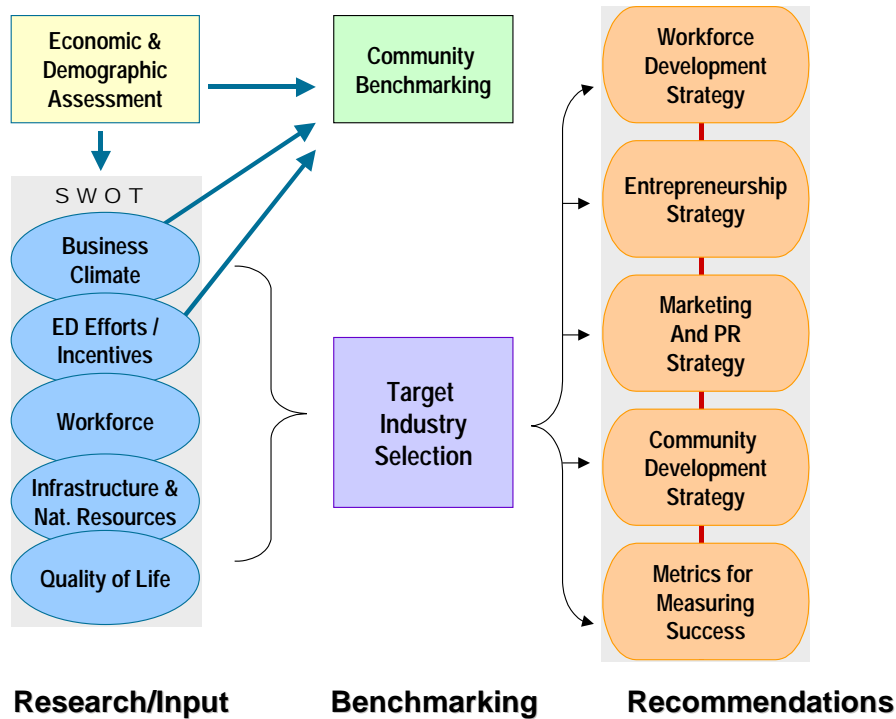 Economic &
Demographic
Assessment
SWOT
Business
Climate
ED Efforts /
Incentives
Workforce
Infrastructure &
Nat. Resources
Quality of Life
Community
Benchmarking
Target
Industry
Selection
Workforce
Development
Strategy
Entrepreneurship
Strategy
Marketing
And PR
Strategy
Community
Development
Strategy
Metrics for
Measuring
Success
Research/Input
Benchmarking
Recommendations